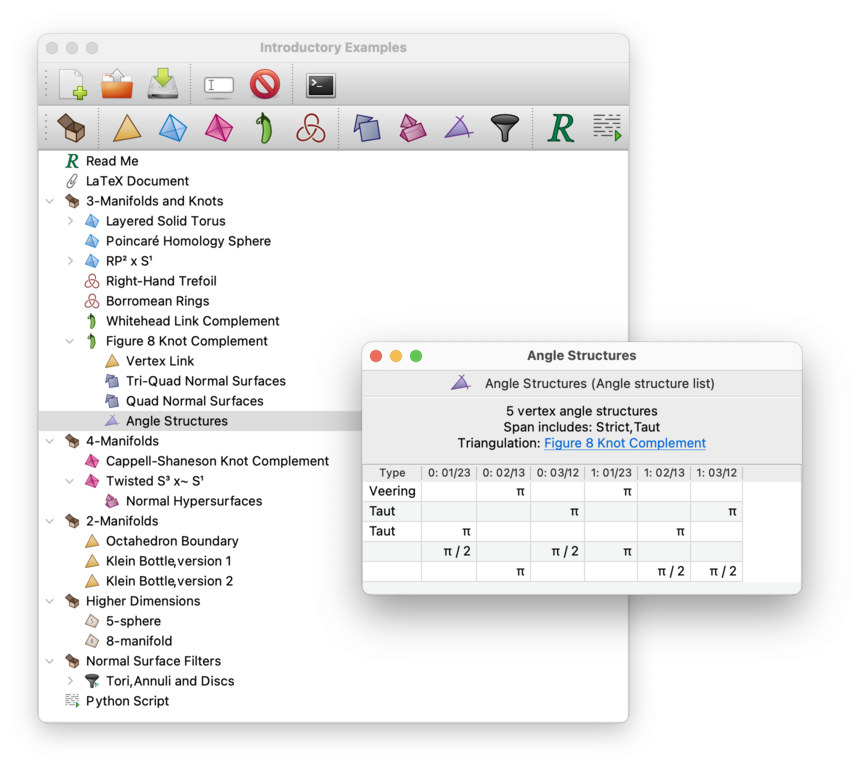 Introductory Examples
Read Me
LaTeX Document
3-Manifolds and Knots
Layered Solid Torus
Poincaré Homology Sphere
RP² x S¹
Right-Hand Trefoil
Borromean Rings
Whitehead Link Complement
Figure 8 Knot Complement
Vertex Link
Tri-Quad Normal Surfaces
Quad Normal Surfaces
Angle Structures
4-Manifolds
Cappell-Shaneson Knot Complement
Twisted S³ x~ S¹
Normal Hypersurfaces
2-Manifolds
Octahedron Boundary
Klein Bottle,version 1
Klein Bottle,version 2
Higher Dimensions
5-sphere
8-manifold
Normal Surface Filters
Tori,Annuli and Discs
Python Script
Angle Structures
Angle Structures (Angle structure list)
5 vertex angle structures
Span includes: Strict,Taut
Triangulation: Figure 8 Knot Complement
Type 0: 01/23 0: 02/13 0: 03/12 1: 01/23 1: 02/13 1: 03/12
Veering π π
Taut π π
Taut π π
π / 2 π / 2 π
π π / 2 π / 2